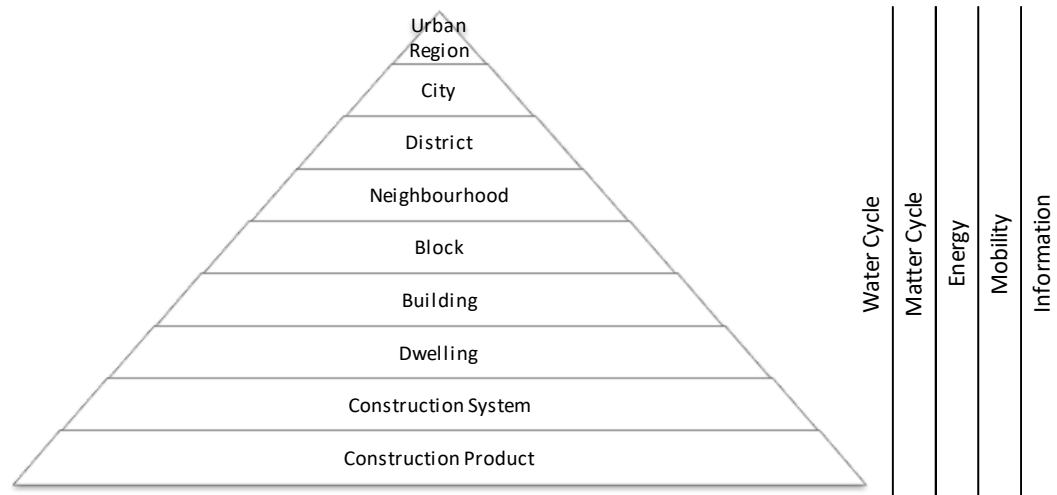 Urban
Region
City
District
Neighbourhood
Block
Building
Dwelling
Construction System
Construction Product
Water Cycle
Matter Cycle
Energy
Mobility
Information